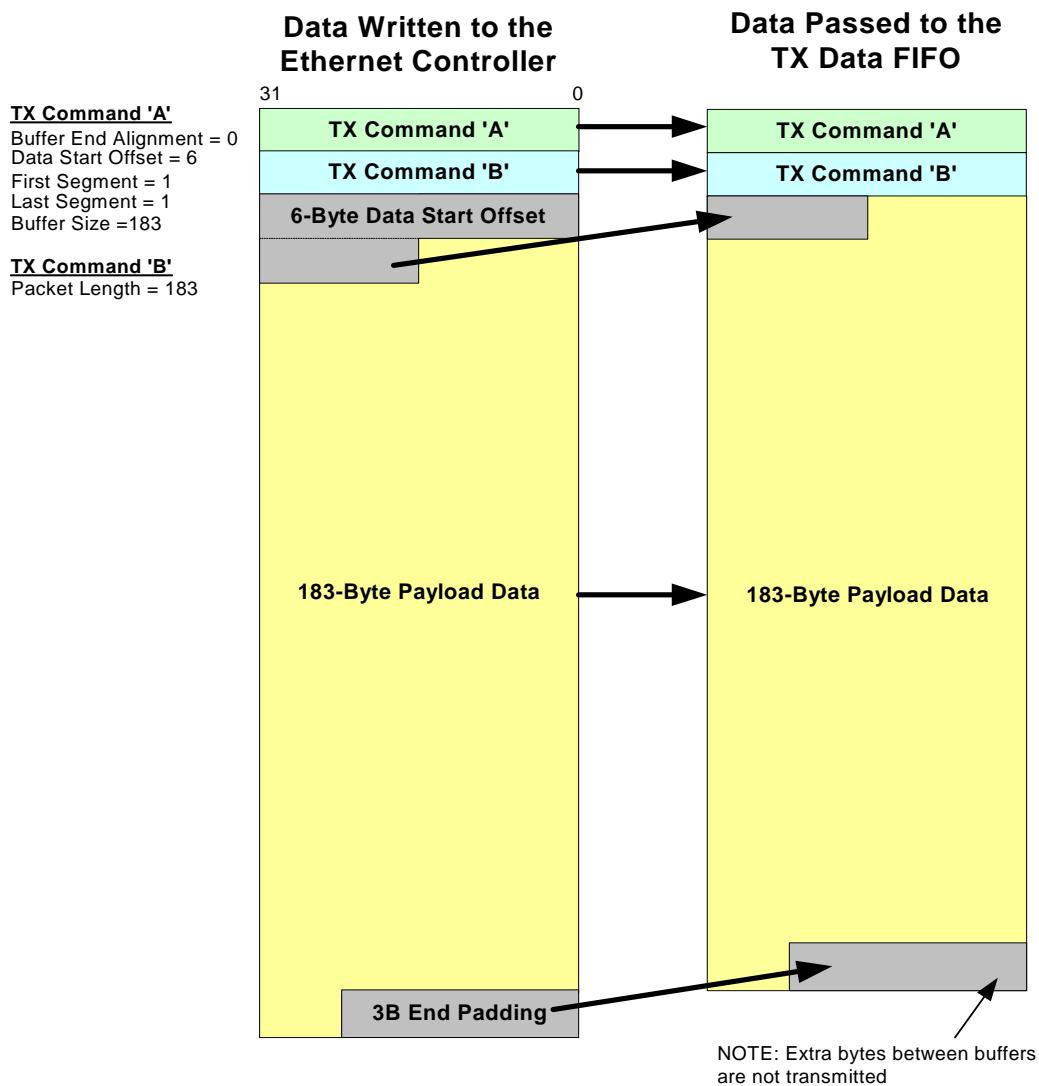 Data Written to the
Ethernet Controller
Data Passed to the
TX Data FIFO
31
0
TX Command 'A'
Buffer End Alignment = 0
Data Start Offset = 6
First Segment = 1
Last Segment = 1
Buffer Size =183
TX Command 'B'
Packet Length = 183
TX Command 'A'
TX Command 'B'
6-Byte Data Start Offset
183-Byte Payload Data
3B End Padding
TX Command 'A'
TX Command 'B'
183-Byte Payload Data
NOTE: Extra bytes between buffers
are not transmitted